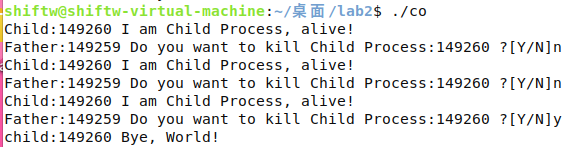 shiftw@shiftw-virtual-machine:~/桌面/lab2$ ./co
Child:149260 I am Child Process, alive!
Father:149259 Do you want to kill Child Process:149260 ?[Y/N]n
Child:149260 I am Child Process, alive!
Father:149259 Do you want to kill Child Process:149260 ?[Y/N]n
Child:149260 I am Child Process, alive!
Father:149259 Do you want to kill Child Process:149260 ?[Y/N]y
child:149260 Bye, World!